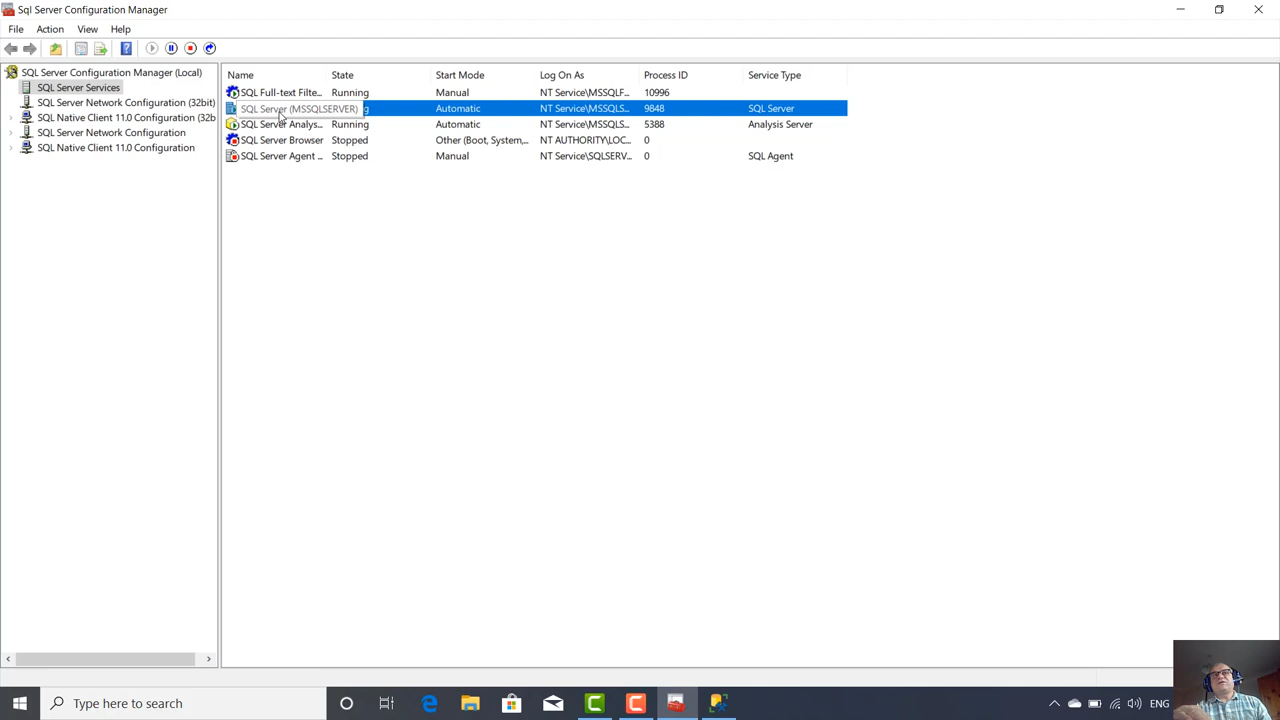 Sql Server Configuration Manager
File Action View Help
SQL Server Configuration Manager (Local)
SQL Server Services
SQL Server Network Configuration (32bit)
SQL Native Client 11.0 Configuration (32b
SQL Server Network Configuration
SQL Native Client 11.0 Configuration
Name State Start Mode Log On As Process ID Service Type
SQL Full-text Filte... Running Manual NT Service\MSSQLF... 10996
SQL Server (MSSQLSERVER) g Automatic NT Service\MSSQLS... 9848 SQL Server
SQL Server Analys... Running Automatic NT Service\MSSQLS... 5388 Analysis Server
SQL Server Browser Stopped Other (Boot, System,... NT AUTHORITY\LOC... 0
SQL Server Agent ... Stopped Manual NT Service\SQLSERV... 0 SQL Agent
Type here to search
ENG